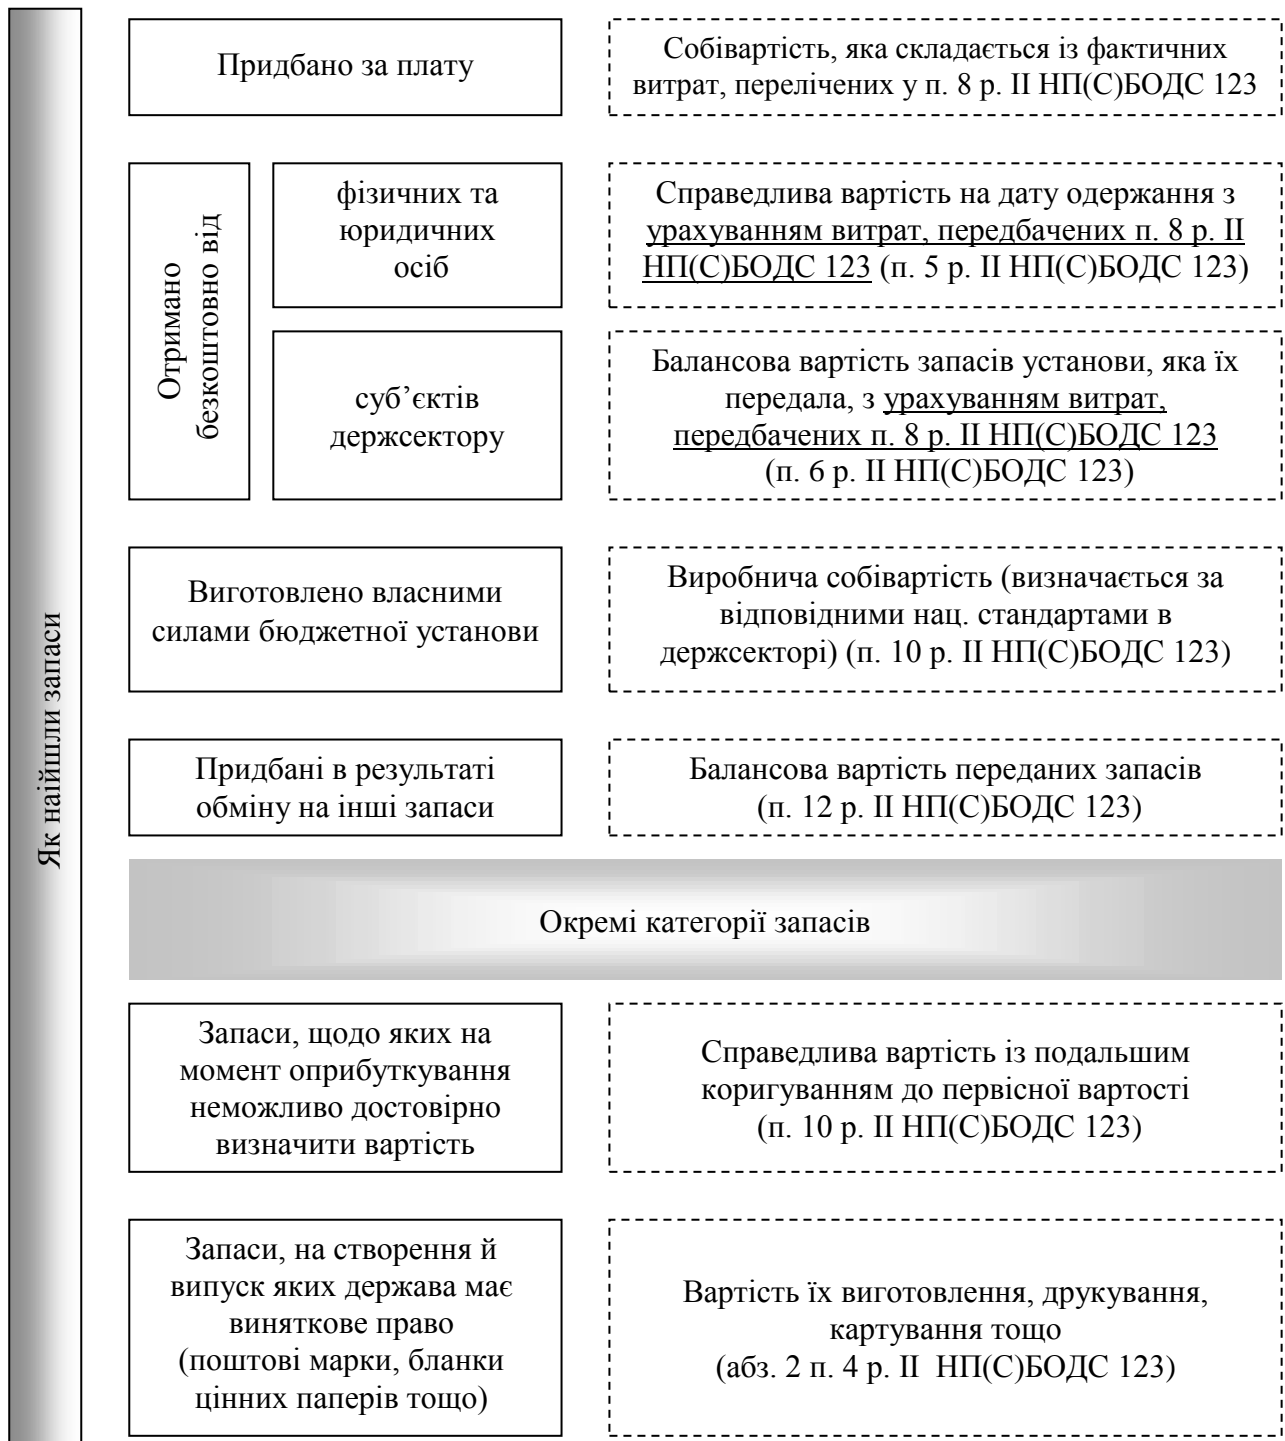 Як наійшли запаси
Придбано за плату
Собівартість, яка складається із фактичних
витрат, перелічених у п. 8 р. ІІ НП(С)БОДС 123
Отримано
безкоштовно від
фізичних та
юридичних
осіб
Справедлива вартість на дату одержання з
урахуванням витрат, передбачених п. 8 р. ІІ
НП(С)БОДС 123 (п. 5 р. ІІ НП(С)БОДС 123)
суб’єктів
держсектору
Балансова вартість запасів установи, яка їх
передала, з урахуванням витрат,
передбачених п. 8 р. ІІ НП(С)БОДС 123
(п. 6 р. ІІ НП(С)БОДС 123)
Виготовлено власними
силами бюджетної установи
Виробнича собівартість (визначається за
відповідними нац. стандартами в
держсекторі) (п. 10 р. ІІ НП(С)БОДС 123)
Придбані в результаті
обміну на інші запаси
Балансова вартість переданих запасів
(п. 12 р. ІІ НП(С)БОДС 123)
Окремі категорії запасів
Запаси, щодо яких на
момент оприбуткування
неможливо достовірно
визначити вартість
Справедлива вартість із подальшим
коригуванням до первісної вартості
(п. 10 р. ІІ НП(С)БОДС 123)
Запаси, на створення й
випуск яких держава має
виняткове право
(поштові марки, бланки
цінних паперів тощо)
Вартість їх виготовлення, друкування,
картування тощо
(абз. 2 п. 4 р. ІІ НП(С)БОДС 123)